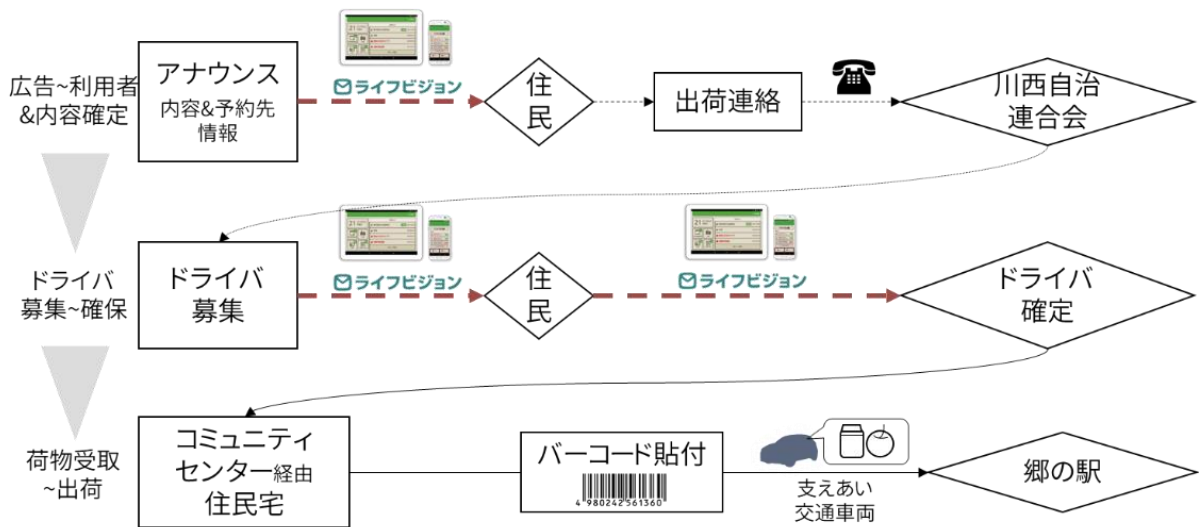 広告~利用者
&内容確定
アナウンス
内容&予約先
情報
ライフビジョン
住
民
出荷連絡
川西自治
連合会
ドライバ
募集~確保
ドライバ
募集
ライフビジョン
住
民
ライフビジョン
ドライバ
確定
荷物受取
~出荷
コミュニティ
センター経由
住民宅
バーコード貼付
4 980242 561360
支えあい
交通車両
郷の駅